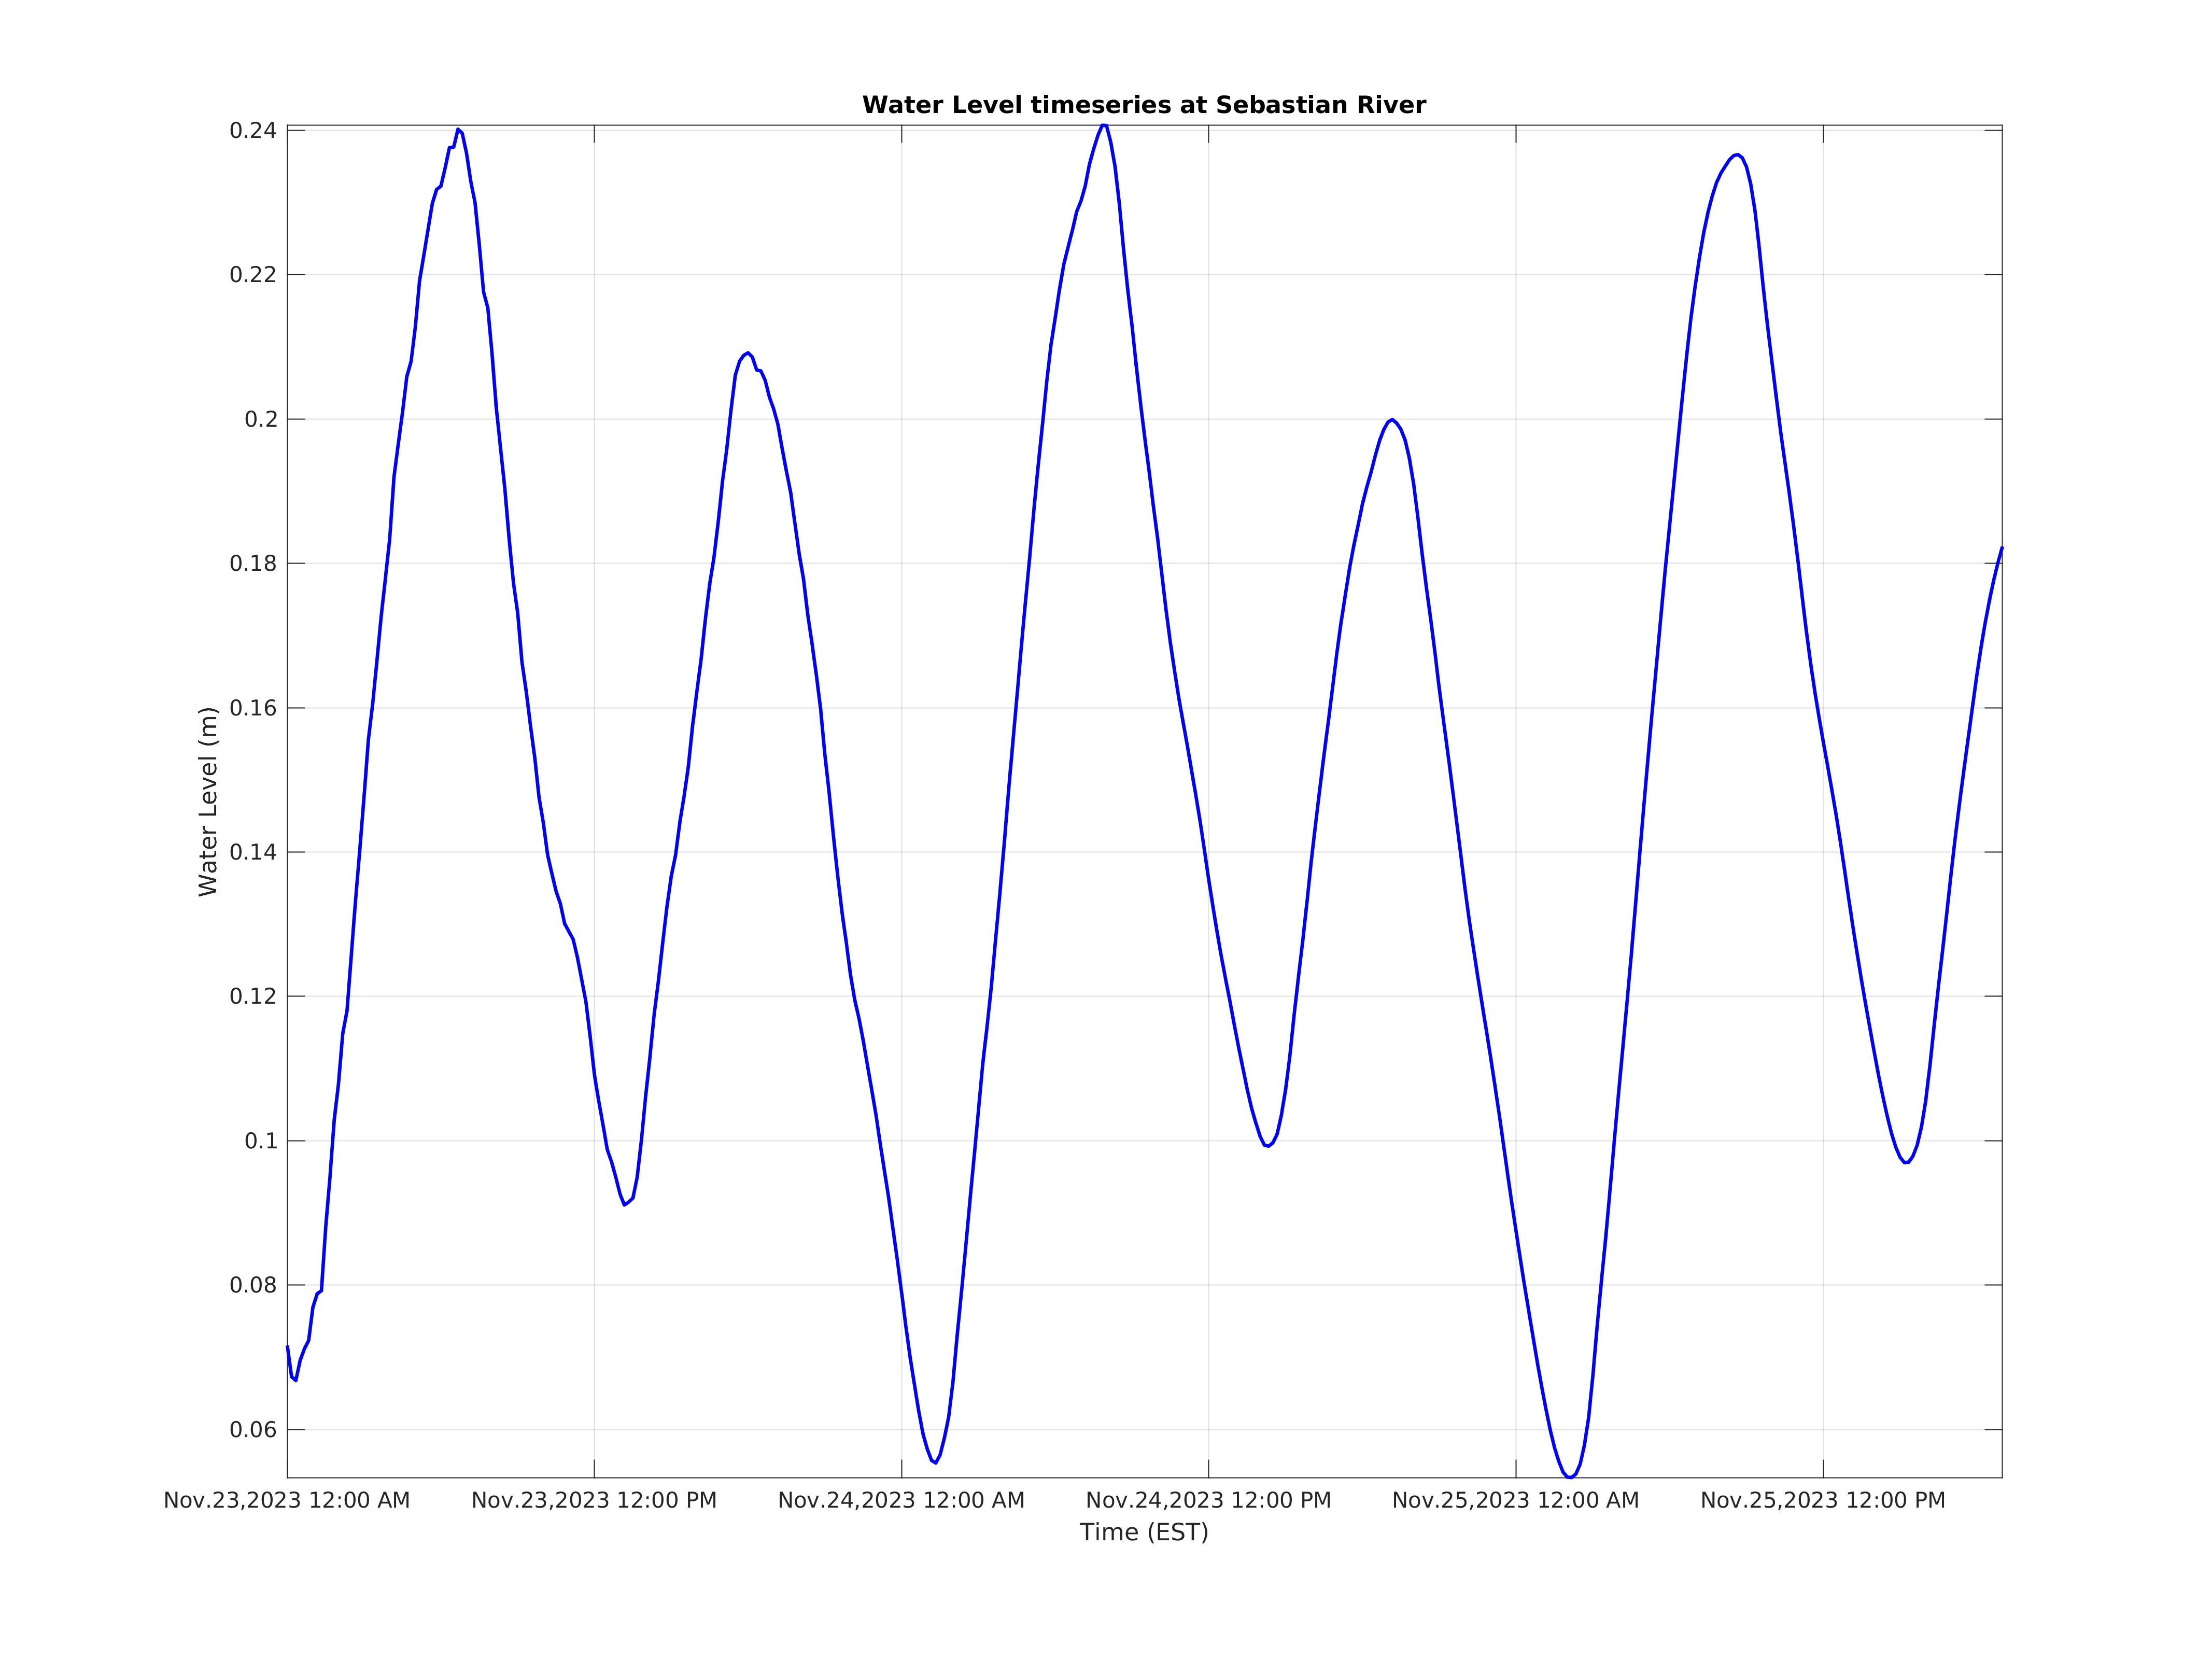 Water Level timeseries at Sebastian River
0.24
0.22
0.2
0.18
0.16
0.14
0.12
0.1
0.08
0.06
Water Level (m)
Nov.23,2023 12:00 AM Nov.23,2023 12:00 PM Nov.24,2023 12:00 AM Nov.24,2023 12:00 PM Nov.25,2023 12:00 AM Nov.25,2023 12:00 PM
Time (EST)